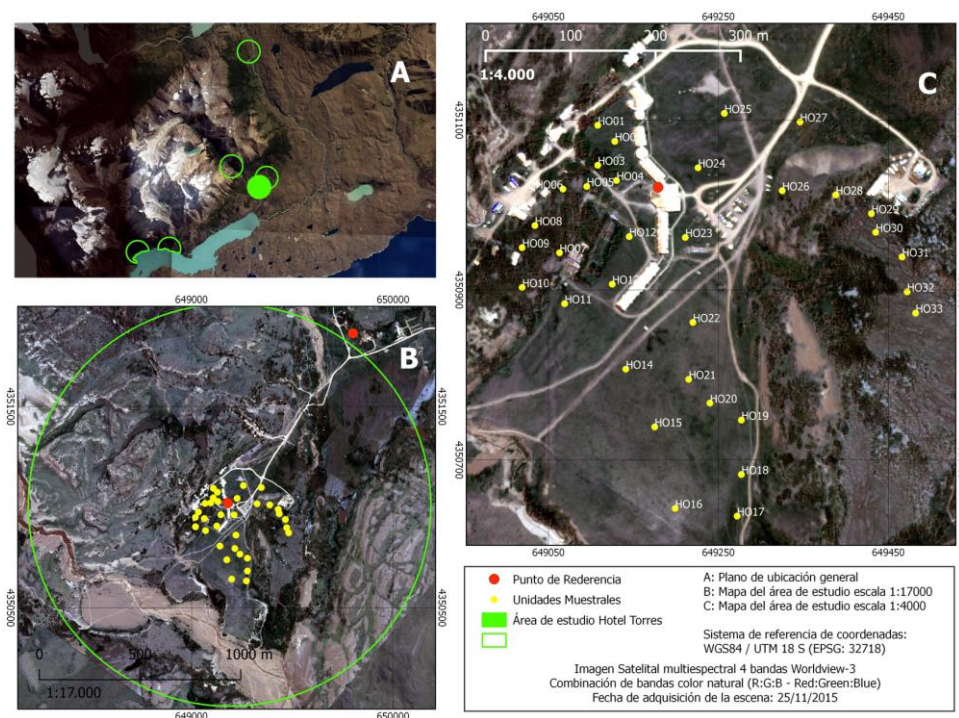 A
649050
649250
649450
0 100 200 300 m
1:4.000
C
4351100
4350900
4350700
HO01
HO03
HO04
HO05
HO06
HO07
HO08
HO09
HO10
HO11
HO12
HO14
HO15
HO16
HO17
HO18
HO19
HO20
HO21
HO22
HO23
HO24
HO25
HO26
HO27
HO28
HO29
HO30
HO31
HO32
HO33
649050
649250
649450
649000
650000
B
4351500
4351500
4350500
4350500
0 500 1000 m
1:17.000
649000
650000
Punto de Rederencia
Unidades Muestrales
Área de estudio Hotel Torres
A: Plano de ubicación general
B: Mapa del área de estudio escala 1:17000
C: Mapa del área de estudio escala 1:4000
Sistema de referencia de coordenadas:
WGS84 / UTM 18 S (EPSG: 32718)
Imagen Satelital multiespectral 4 bandas Worldview-3
Combinación de bandas color natural (R:G:B - Red:Green:Blue)
Fecha de adquisición de la escena: 25/11/2015